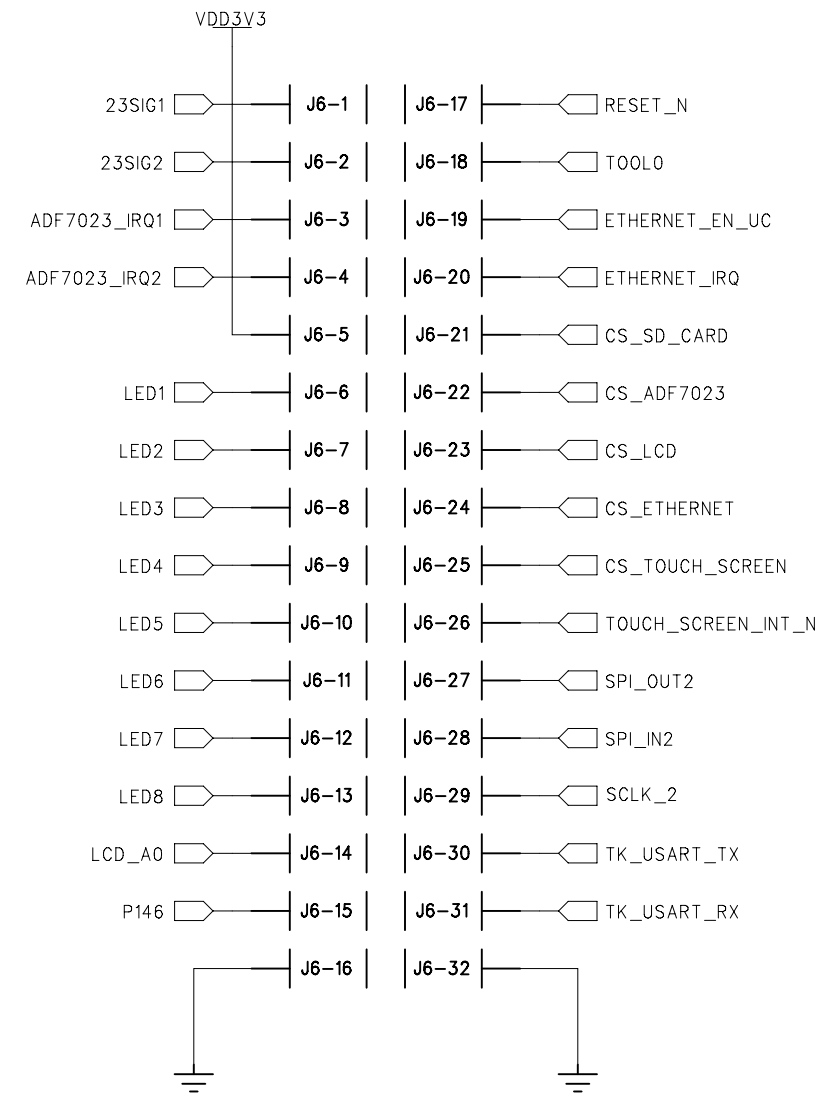 VDD3V3
23SIG1 J6-1 J6-17 RESET_N
23SIG2 J6-2 J6-18 TOOL0
ADF7023_IRQ1 J6-3 J6-19 ETHERNET_EN_UC
ADF7023_IRQ2 J6-4 J6-20 ETHERNET_IRQ
J6-5 J6-21 CS_SD_CARD
LED1 J6-6 J6-22 CS_ADF7023
LED2 J6-7 J6-23 CS_LCD
LED3 J6-8 J6-24 CS_ETHERNET
LED4 J6-9 J6-25 CS_TOUCH_SCREEN
LED5 J6-10 J6-26 TOUCH_SCREEN_INT_N
LED6 J6-11 J6-27 SPI_OUT2
LED7 J6-12 J6-28 SPI_IN2
LED8 J6-13 J6-29 SCLK_2
LCD_A0 J6-14 J6-30 TK_USART_TX
P146 J6-15 J6-31 TK_USART_RX
J6-16 J6-32